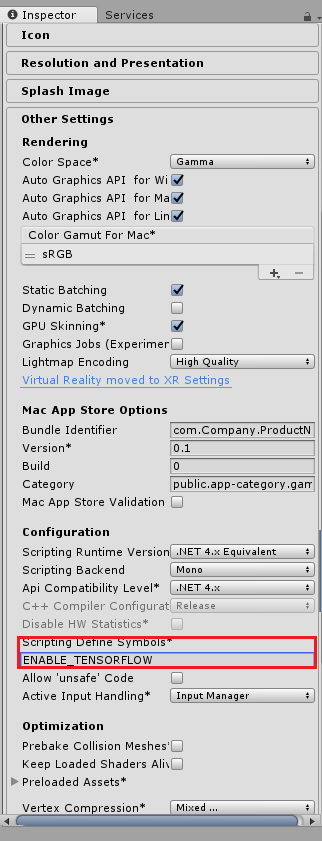 Inspector Services
Icon
Resolution and Presentation
Splash Image
Other Settings
Rendering
Color Space* Gamma
Auto Graphics API for Wi
Auto Graphics API for Ma
Auto Graphics API for Lin
Color Gamut For Mac*
sRGB
Static Batching
Dynamic Batching
GPU Skinning*
Graphics Jobs (Experimen
Lightmap Encoding High Quality
Virtual Reality moved to XR Settings
Mac App Store Options
Bundle Identifier com.Company.ProductN
Version* 0.1
Build 0
Category public.app-category.gam
Mac App Store Validation
Configuration
Scripting Runtime Version .NET 4.x Equivalent
Scripting Backend Mono
Api Compatibility Level* .NET 4.x
C++ Compiler Configurat Release
Disable HW Statistics*
Scripting Define Symbols*
ENABLE_TENSORFLOW
Allow 'unsafe' Code
Active Input Handling* Input Manager
Optimization
Prebake Collision Meshes*
Keep Loaded Shaders Aliv
Preloaded Assets*
Vertex Compression* Mixed ...